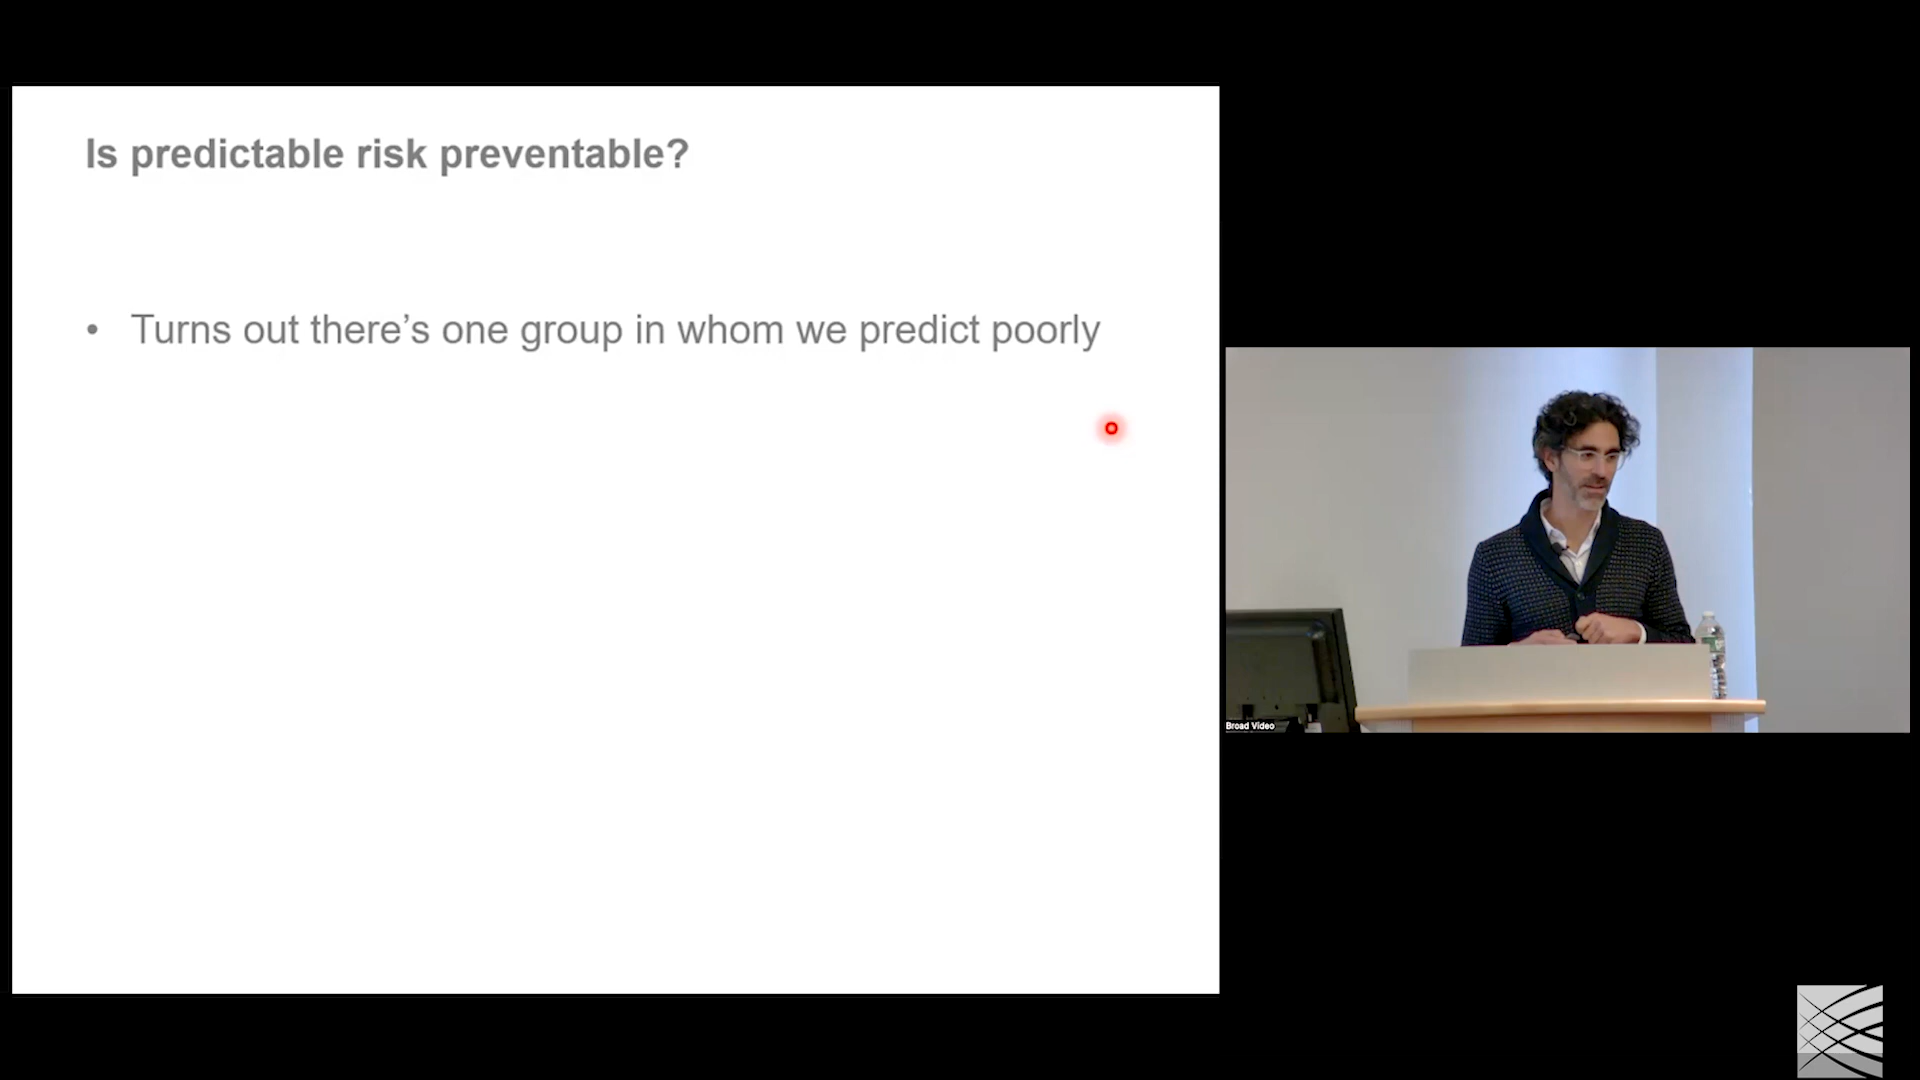 Is predictable risk preventable?
• Turns out there’s one group in whom we predict poorly
Broad Video